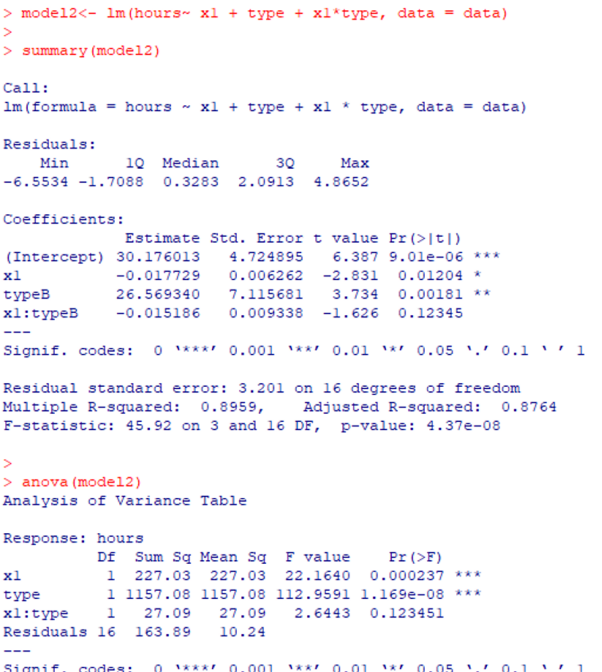 > model2<- lm(hours~ x1 + type + x1*type, data = data)
>
> summary(model2)
Call:
lm(formula = hours ~ x1 + type + x1 * type, data = data)
Residuals:
    Min      1Q  Median      3Q     Max
-6.5534 -1.7088  0.3283  2.0913  4.8652
Coefficients:
             Estimate Std. Error t value Pr(>|t|)
(Intercept) 30.176013   4.724895   6.387 9.01e-06 ***
x1          -0.017729   0.006262  -2.831  0.01204 *
typeB       26.569340   7.115681   3.734  0.00181 **
x1:typeB    -0.015186   0.009338  -1.626  0.12345
---
Signif. codes:  0 ‘***’ 0.001 ‘**’ 0.01 ‘*’ 0.05 ‘.’ 0.1 ‘ ’ 1
Residual standard error: 3.201 on 16 degrees of freedom
Multiple R-squared:  0.8959,    Adjusted R-squared:  0.8764
F-statistic: 45.92 on 3 and 16 DF,  p-value: 4.37e-08
>
> anova(model2)
Analysis of Variance Table
Response: hours
          Df  Sum Sq Mean Sq  F value    Pr(>F)
x1         1  227.03  227.03  22.1640  0.000237 ***
type       1 1157.08 1157.08 112.9591 1.169e-08 ***
x1:type    1   27.09   27.09   2.6443  0.123451
Residuals 16  163.89   10.24
---
Signif. codes:  0 ‘***’ 0.001 ‘**’ 0.01 ‘*’ 0.05 ‘.’ 0.1 ‘ ’ 1